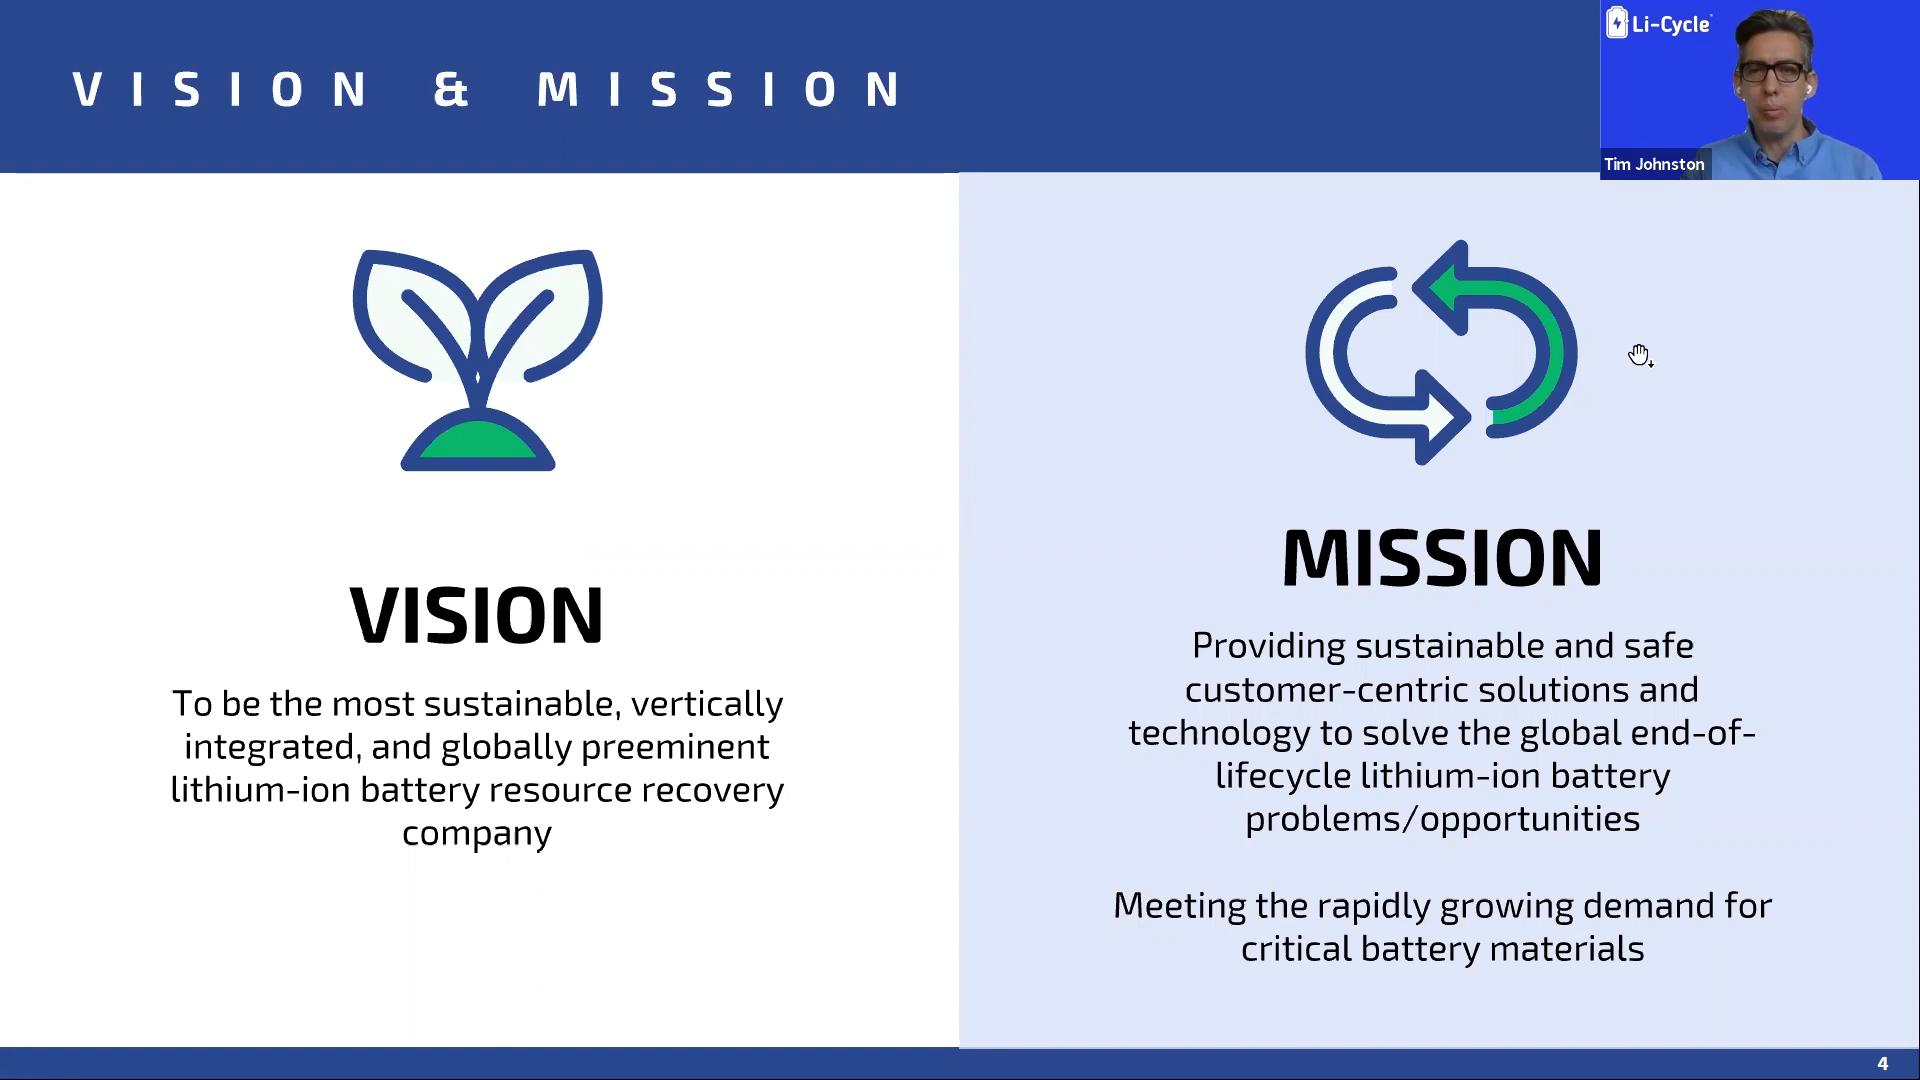 VISION & MISSION
Li-Cycle
Tim Johnston
VISION
To be the most sustainable, vertically
integrated, and globally preeminent
lithium-ion battery resource recovery
company
MISSION
Providing sustainable and safe
customer-centric solutions and
technology to solve the global end-of-
lifecycle lithium-ion battery
problems/opportunities
Meeting the rapidly growing demand for
critical battery materials
4